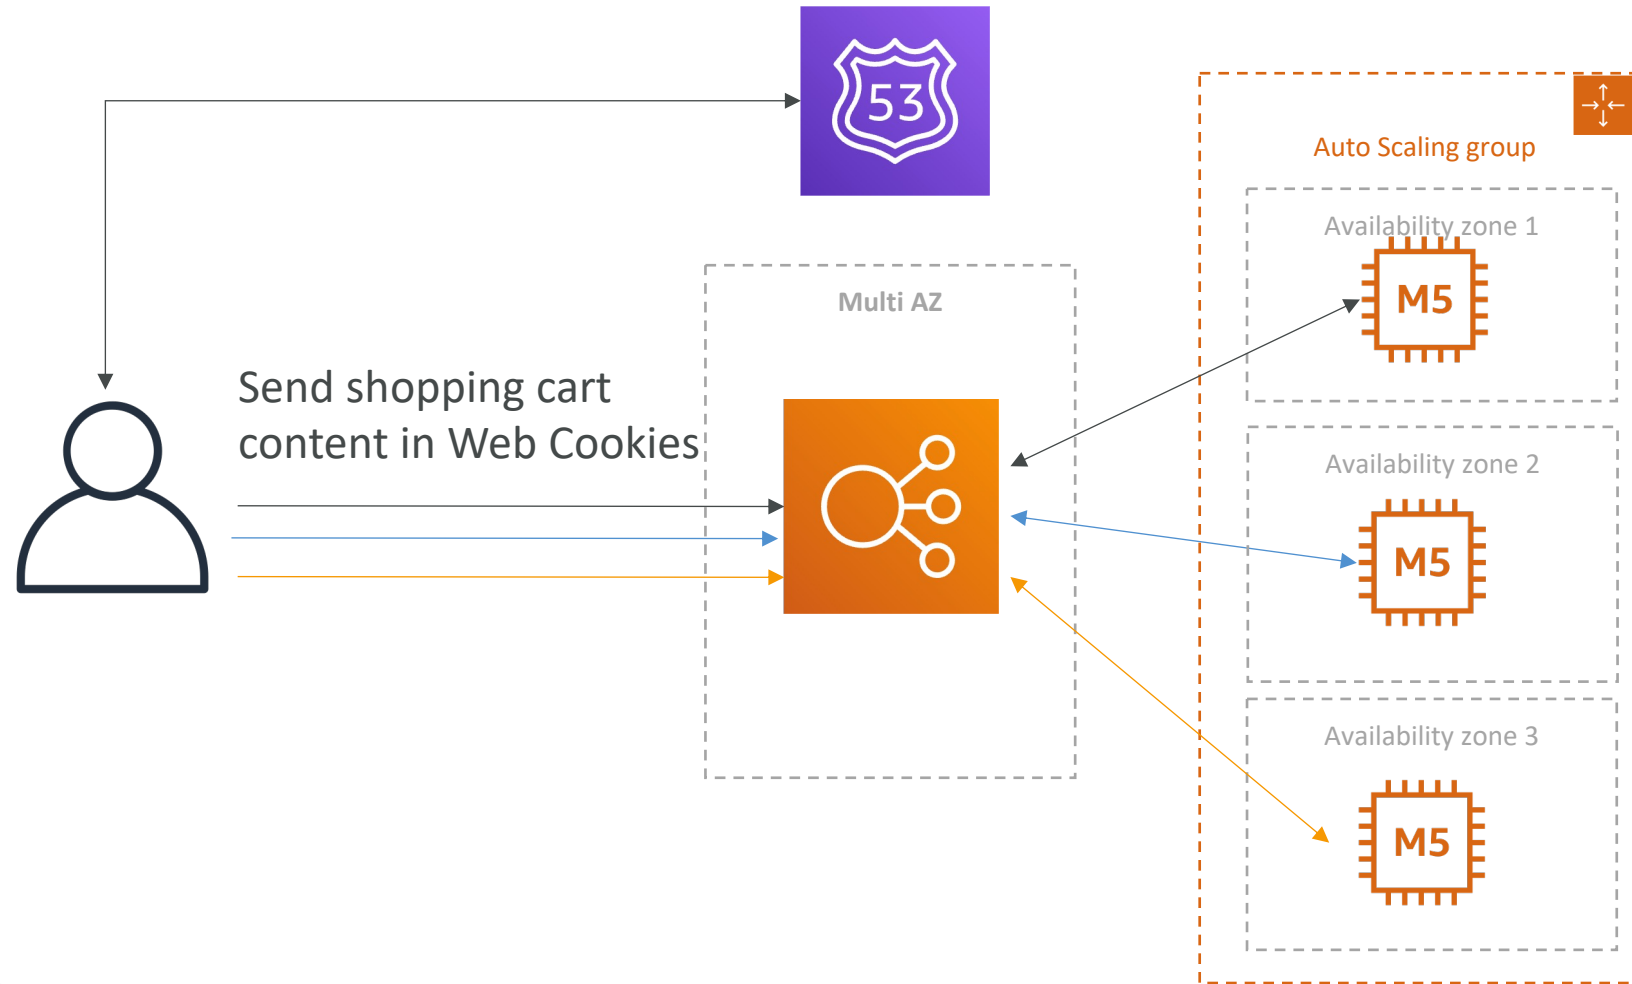 53
Auto Scaling group
Availability zone 1
M5
Multi AZ
Send shopping cart
content in Web Cookies
Availability zone 2
M5
Availability zone 3
M5